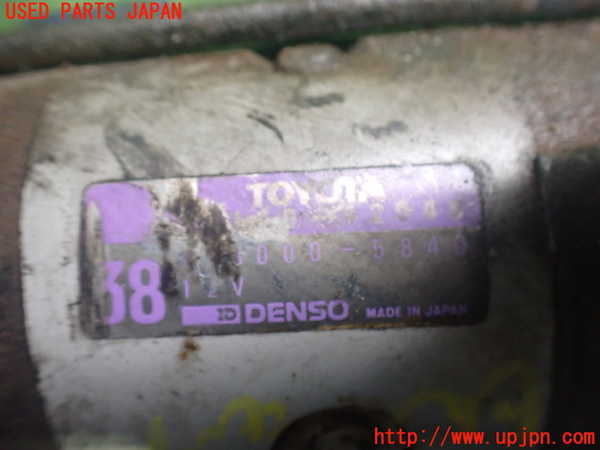 USED PARTS JAPAN
TOYOTA
38
12V
DENSO MADE IN JAPAN
http://www.upjpn.com/